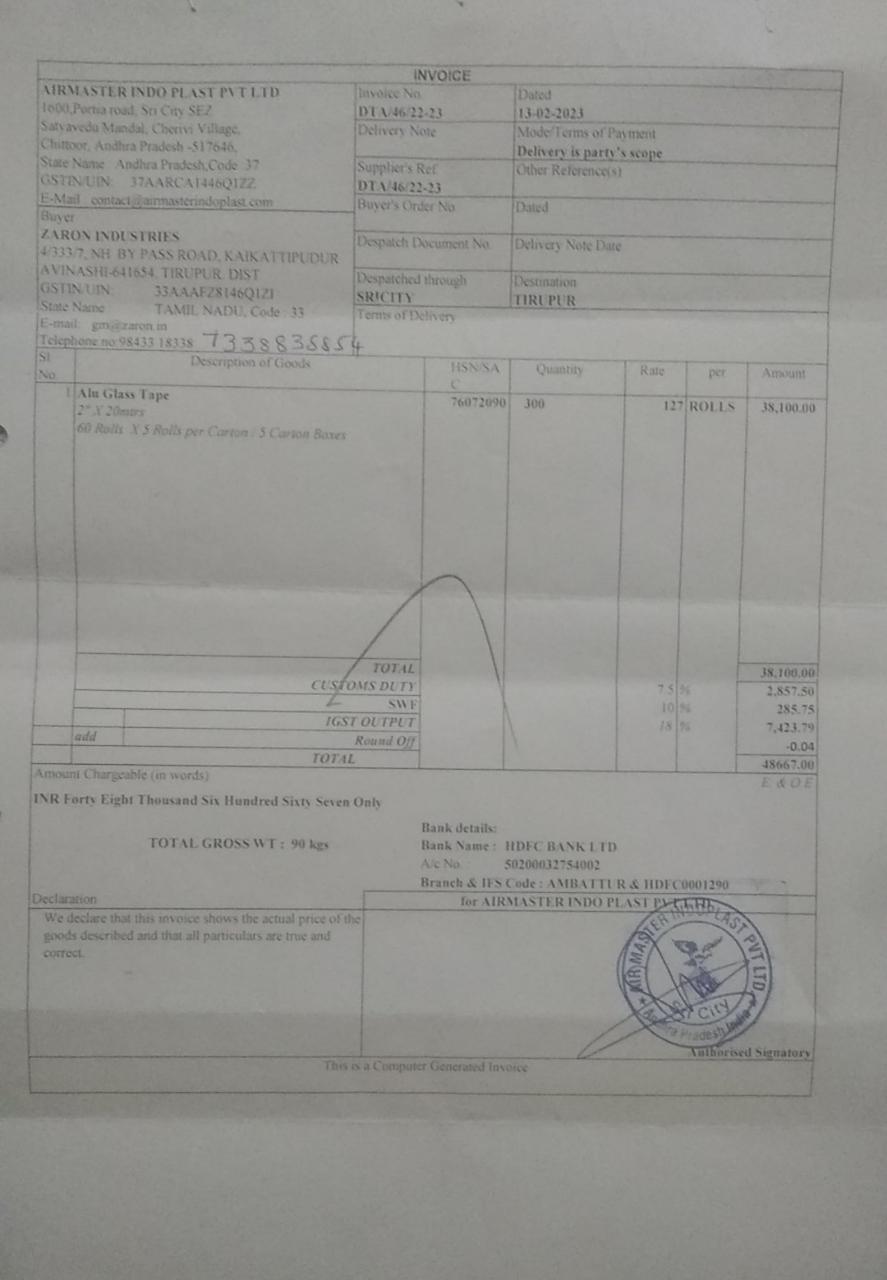 INVOICE
AIRMASTER INDO PLAST PVT LTD
1600,Portia road, Sri City SEZ
Satyavedu Mandal, Cherivi Village,
Chittoor, Andhra Pradesh -517646,
State Name Andhra Pradesh,Code 37
GSTIN/UIN: 37AARCA1446Q1ZZ
E-Mail contact@airmasterindoplast.com
Invoice No.
DTA/46/22-23
Dated
13-02-2023
Delivery Note
Mode/Terms of Payment
Delivery is party's scope
Supplier's Ref
DTA/46/22-23
Other Reference(s)
Buyer
ZARON INDUSTRIES
4/333/7, NH BY PASS ROAD, KAIKATTIPUDUR
AVINASHI-641654, TIRUPUR. DIST
GSTIN/UIN: 33AAAFZ8146Q1ZI
State Name TAMIL NADU, Code : 33
E-mail: gm@zaron.in
Telephone no:98433 18338 7338835854
Buyer's Order No.
Dated
Despatch Document No.
Delivery Note Date
Despatched through
SRICITY
Destination
TIRUPUR
Terms of Delivery
Sl No. Description of Goods HSN/SAC Quantity Rate per Amount
1 Alu Glass Tape 76072090 300 127 ROLLS 38,100.00
2" X 20mtrs
60 Rolls X 5 Rolls per Carton / 5 Carton Boxes
TOTAL 38,100.00
CUSTOMS DUTY 7.5 % 2,857.50
SWF 10 % 285.75
IGST OUTPUT 18 % 7,423.79
add Round Off -0.04
TOTAL 48667.00
Amount Chargeable (in words) E. & O.E
INR Forty Eight Thousand Six Hundred Sixty Seven Only
TOTAL GROSS WT : 90 kgs
Bank details:
Bank Name : HDFC BANK LTD
A/c No. : 50200032754002
Branch & IFS Code : AMBATTUR & HDFC0001290
Declaration
We declare that this invoice shows the actual price of the
goods described and that all particulars are true and
correct.
for AIRMASTER INDO PLAST PVT LTD
AIR MASTER INDO PLAST PVT LTD
Sri City
Andhra Pradesh India
Authorised Signatory
This is a Computer Generated Invoice